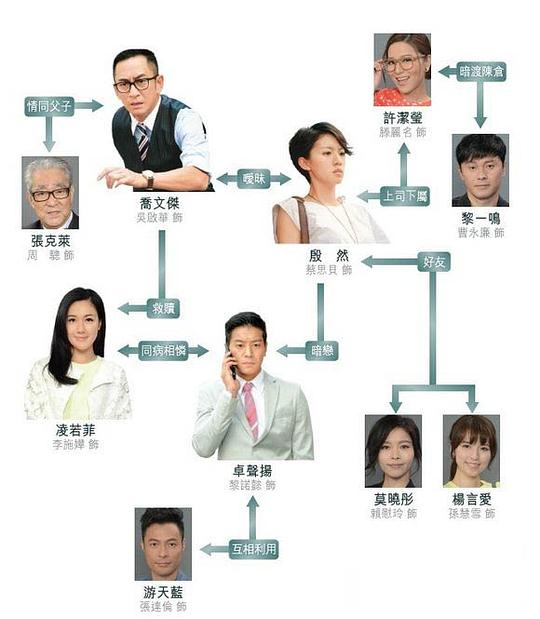 暗渡陳倉
情同父子
許潔瑩
滕麗名 飾
曖昧
上司下屬
喬文傑
吳啟華 飾
黎一鳴
曹永廉 飾
張克萊
周 驄 飾
殷 然
蔡思貝 飾
好友
救贖
同病相憐
暗戀
凌若菲
李施嬅 飾
卓聲揚
黎諾懿 飾
莫曉彤
賴慰玲 飾
楊言愛
孫慧雪 飾
互相利用
游天藍
張達倫 飾